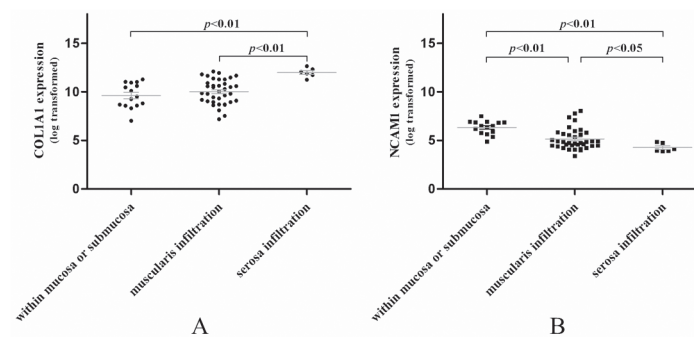 p<0.01
p<0.01
15
10
5
0
COL1A1 expression
(log transformed)
within mucosa or submucosa
muscularis infiltration
serosa infiltration
A
p<0.01
p<0.01
p<0.05
15
10
5
0
NCAM1 expression
(log transformed)
within mucosa or submucosa
muscularis infiltration
serosa infiltration
B